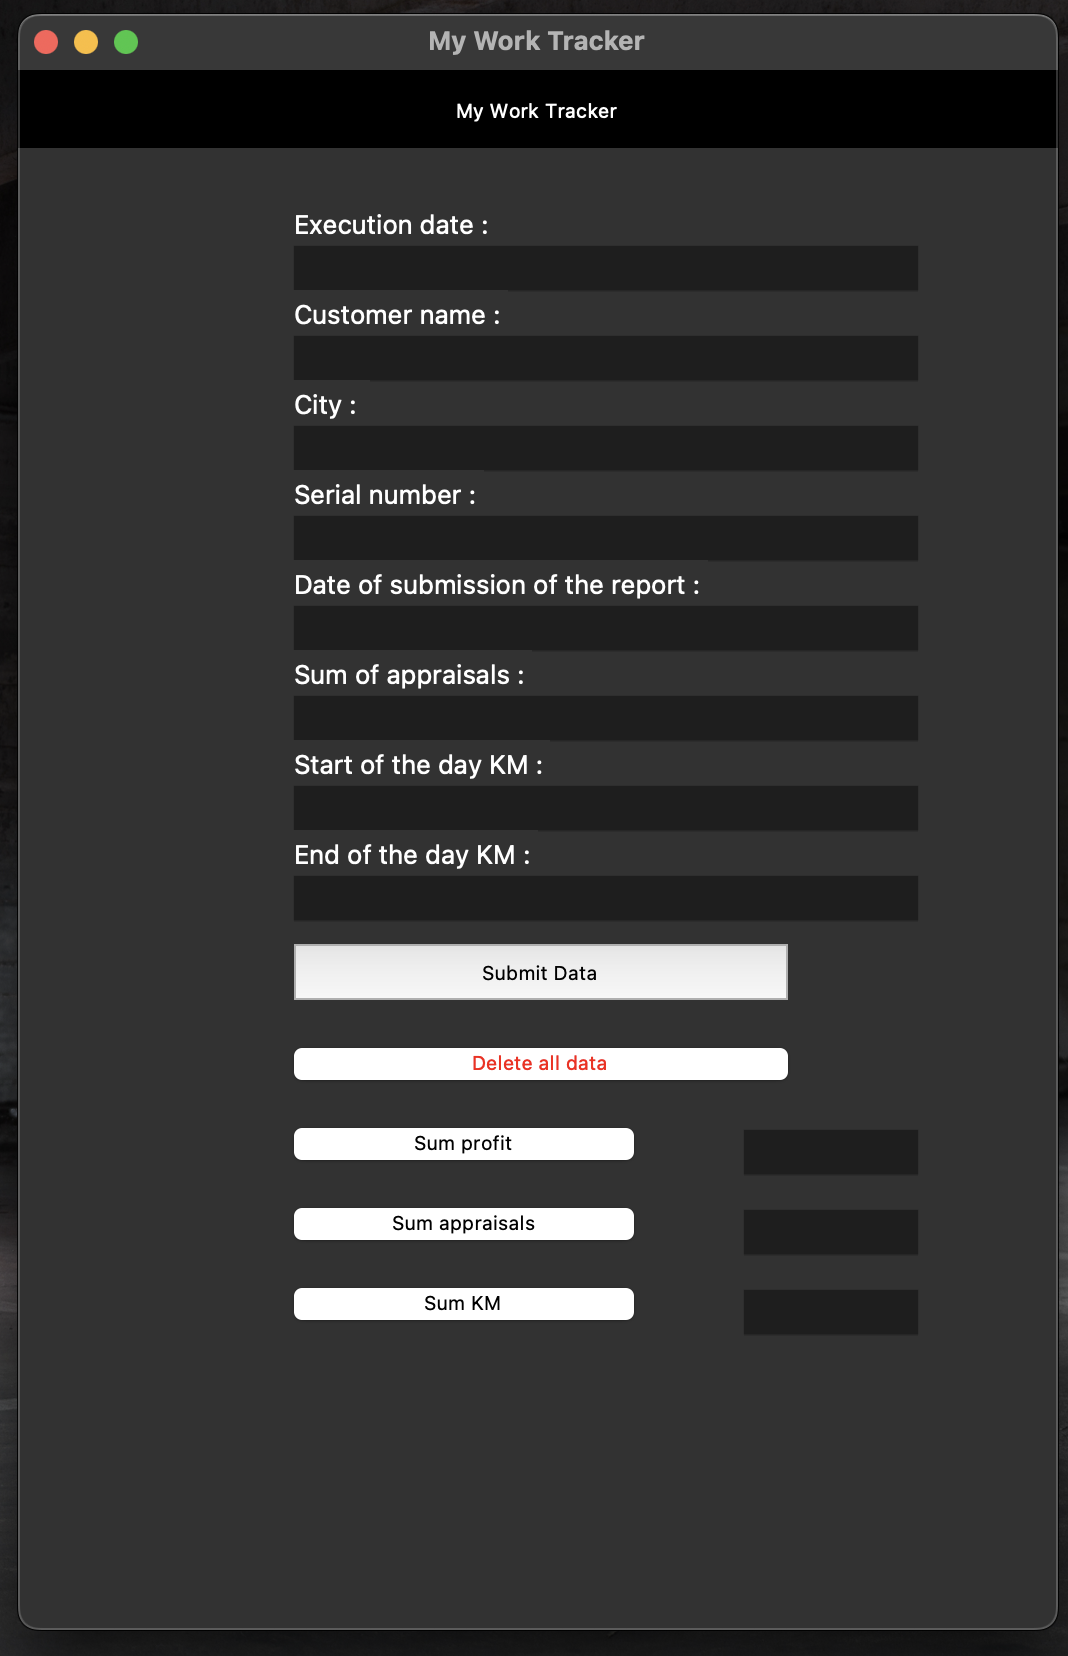 My Work Tracker
My Work Tracker
Execution date :
Customer name :
City :
Serial number :
Date of submission of the report :
Sum of appraisals :
Start of the day KM :
End of the day KM :
Submit Data
Delete all data
Sum profit
Sum appraisals
Sum KM